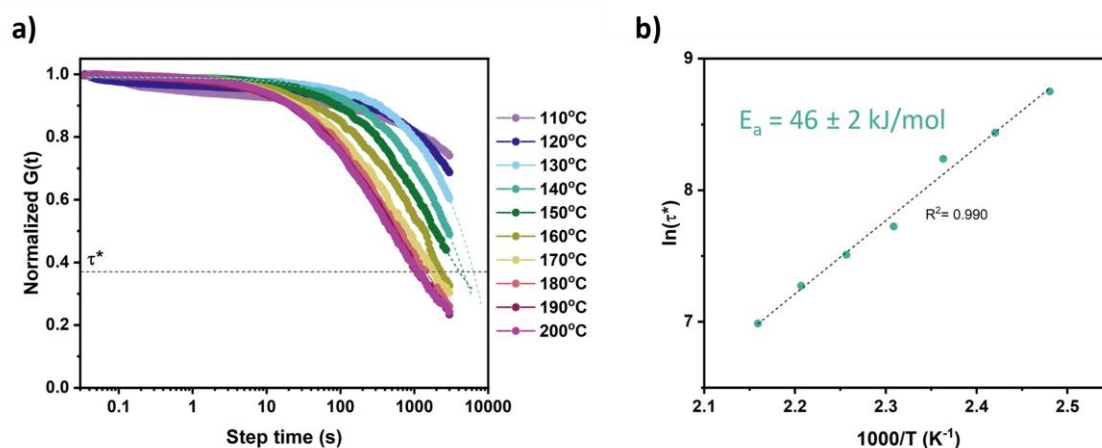 a)
Normalized G(t)
1.0
0.8
0.6
0.4
0.2
0.0
τ*
0.1
1
10
100
1000
10000
Step time (s)
110°C
120°C
130°C
140°C
150°C
160°C
170°C
180°C
190°C
200°C
b)
ln(τ*)
9
8
7
Eₐ = 46 ± 2 kJ/mol
R²= 0.990
2.1
2.2
2.3
2.4
2.5
1000/T (K⁻¹)